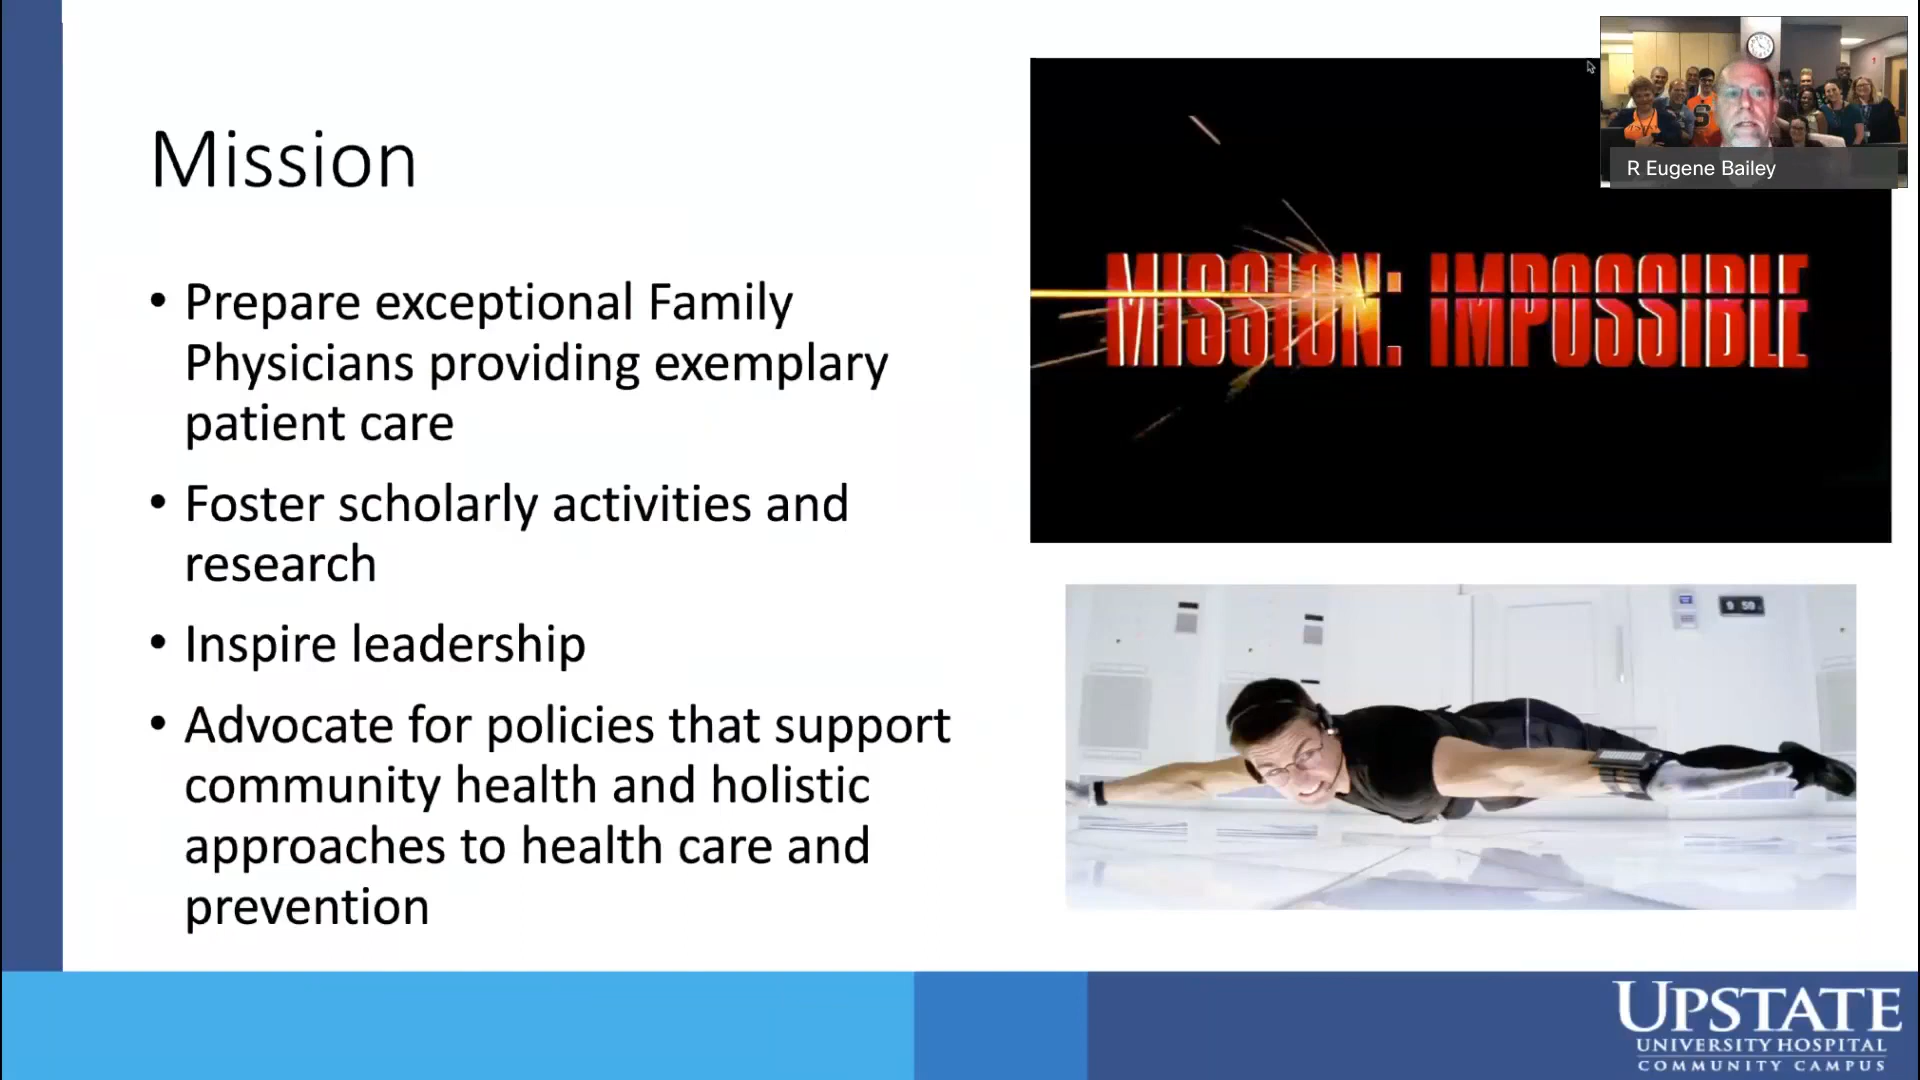 Mission
• Prepare exceptional Family
Physicians providing exemplary
patient care
• Foster scholarly activities and
research
• Inspire leadership
• Advocate for policies that support
community health and holistic
approaches to health care and
prevention
MISSION: IMPOSSIBLE
R Eugene Bailey
UPSTATE
UNIVERSITY HOSPITAL
COMMUNITY CAMPUS